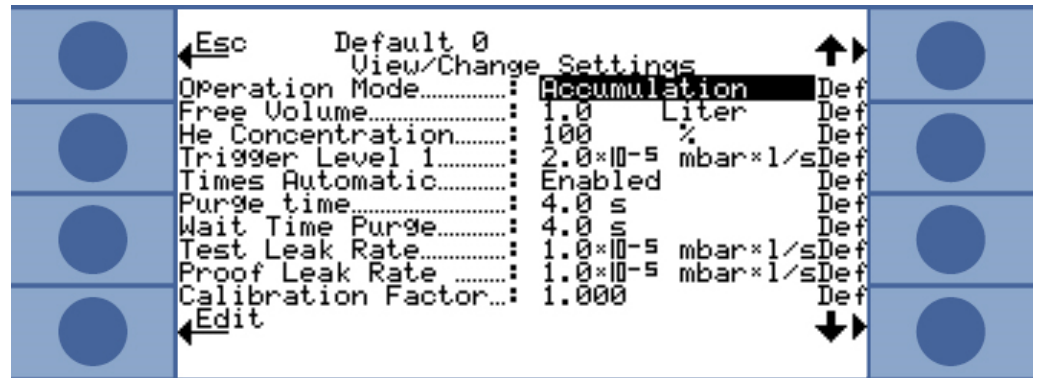 Esc Default 0
View/Change Settings
Operation Mode............: Accumulation Def
Free Volume...............: 1.0 Liter Def
He Concentration.......: 100 % Def
Trigger Level 1..........: 2.0×10⁻⁵ mbar×l/sDef
Times Automatic..........: Enabled Def
Purge time.................: 4.0 s Def
Wait Time Purge..........: 4.0 s Def
Test Leak Rate...........: 1.0×10⁻⁵ mbar×l/sDef
Proof Leak Rate .......: 1.0×10⁻⁵ mbar×l/sDef
Calibration Factor...: 1.000 Def
Edit